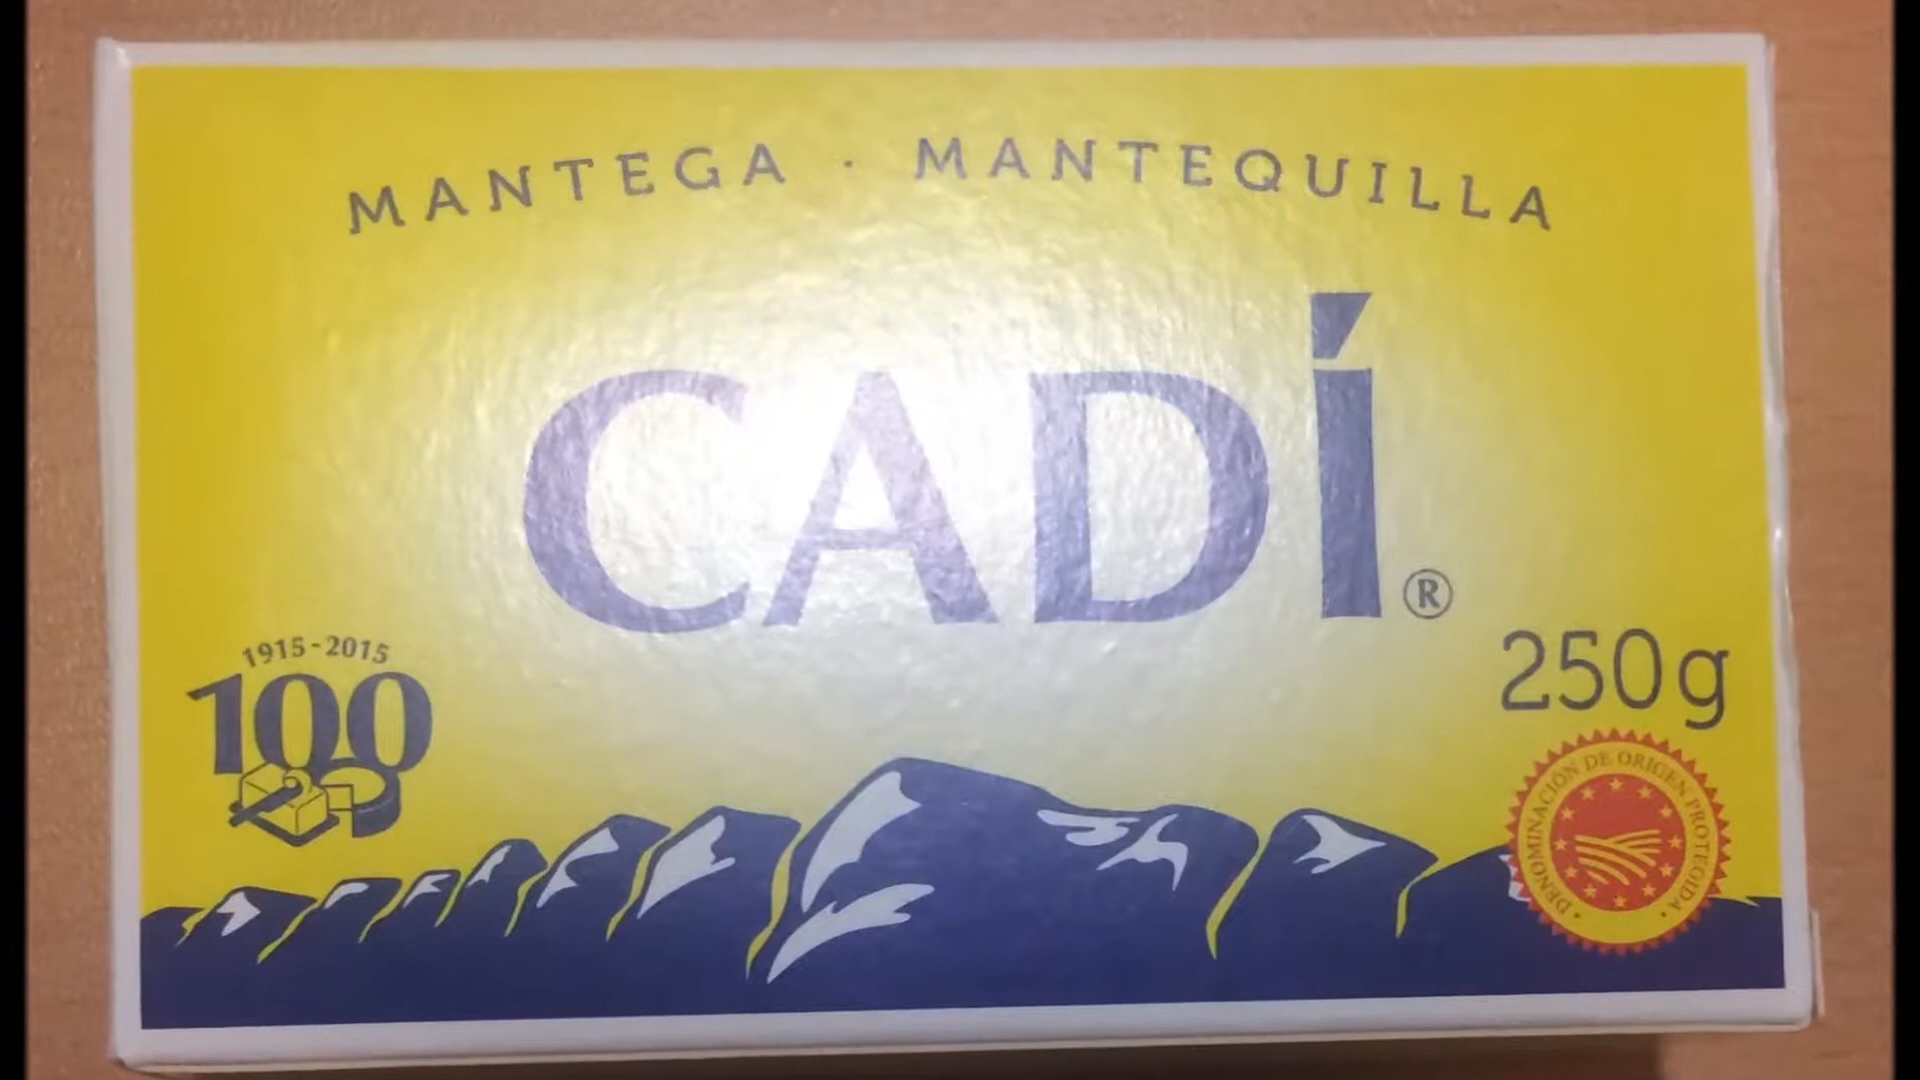 MANTEGA · MANTEQUILLA
CADÍ®
1915-2015
100
250g
DENOMINACIÓN DE ORIGEN PROTEGIDA